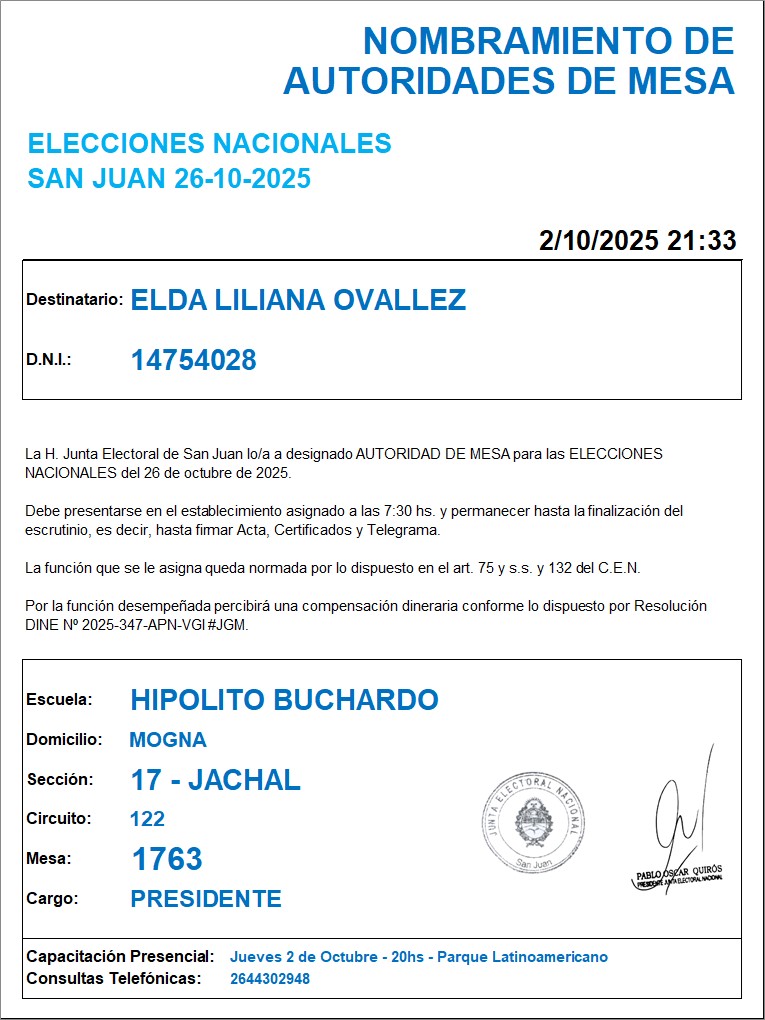 NOMBRAMIENTO DE
AUTORIDADES DE MESA
ELECCIONES NACIONALES
SAN JUAN 26-10-2025
2/10/2025 21:33
Destinatario: ELDA LILIANA OVALLEZ
D.N.I.: 14754028
La H. Junta Electoral de San Juan lo/a a designado AUTORIDAD DE MESA para las ELECCIONES
NACIONALES del 26 de octubre de 2025.
Debe presentarse en el establecimiento asignado a las 7:30 hs. y permanecer hasta la finalización del
escrutinio, es decir, hasta firmar Acta, Certificados y Telegrama.
La función que se le asigna queda normada por lo dispuesto en el art. 75 y s.s. y 132 del C.E.N.
Por la función desempeñada percibirá una compensación dineraria conforme lo dispuesto por Resolución
DINE Nº 2025-347-APN-VGI#JGM.
Escuela: HIPOLITO BUCHARDO
Domicilio: MOGNA
Sección: 17 - JACHAL
Circuito: 122
Mesa: 1763
Cargo: PRESIDENTE
JUNTA ELECTORAL NACIONAL
San Juan
PABLO OSCAR QUIRÓS
PRESIDENTE JUNTA ELECTORAL NACIONAL
Capacitación Presencial: Jueves 2 de Octubre - 20hs - Parque Latinoamericano
Consultas Telefónicas: 2644302948